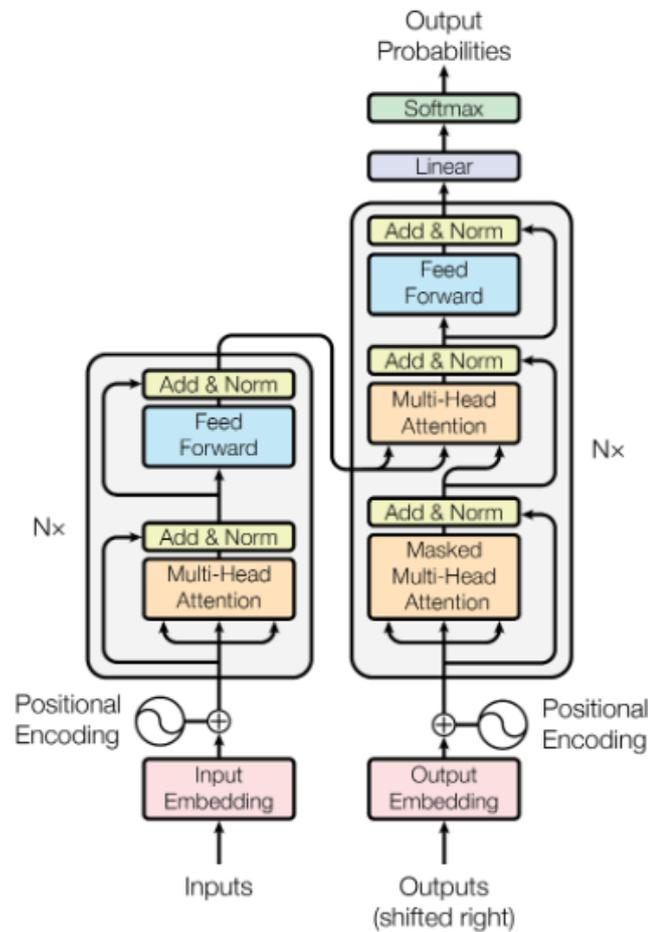 Output
Probabilities
Softmax
Linear
Add & Norm
Feed
Forward
Add & Norm
Multi-Head
Attention
Nx
Add & Norm
Masked
Multi-Head
Attention
Add & Norm
Feed
Forward
Nx
Add & Norm
Multi-Head
Attention
Positional
Encoding
Positional
Encoding
Input
Embedding
Output
Embedding
Inputs
Outputs
(shifted right)